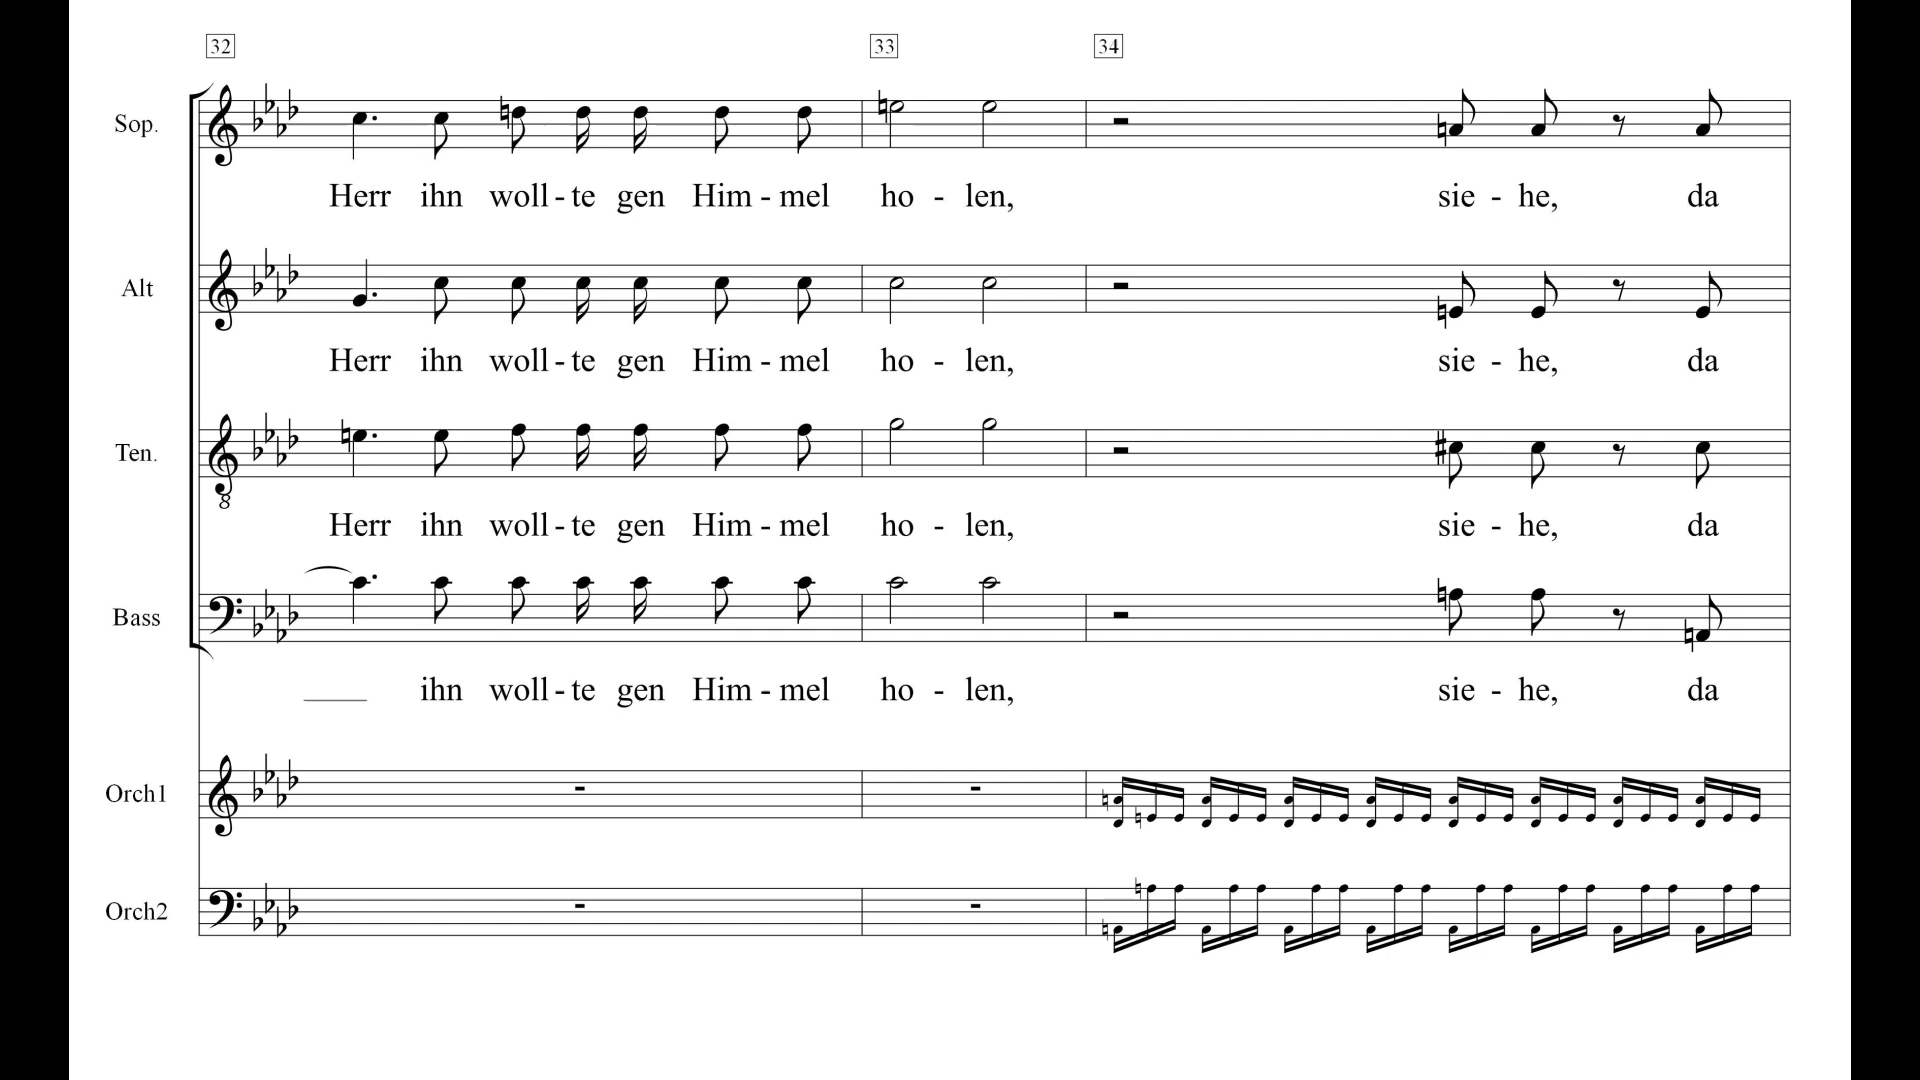 32 33 34
Sop.
Herr ihn woll - te gen Him - mel ho - len, sie - he, da
Alt
Herr ihn woll - te gen Him - mel ho - len, sie - he, da
Ten.
8
Herr ihn woll - te gen Him - mel ho - len, sie - he, da
Bass
ihn woll - te gen Him - mel ho - len, sie - he, da
Orch1
Orch2